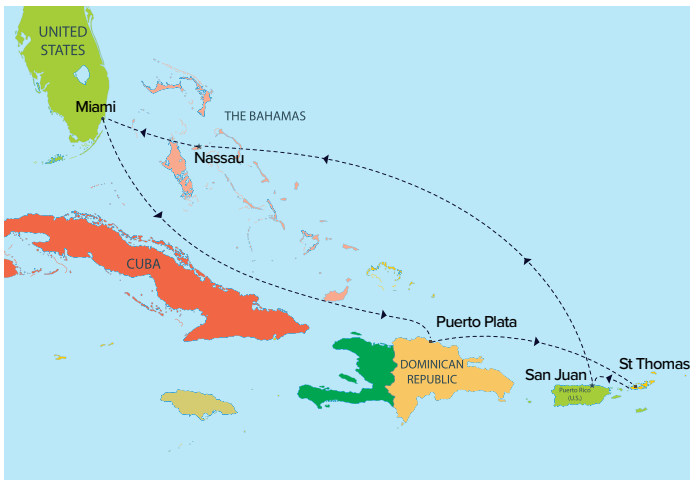 UNITED
STATES
Miami
THE BAHAMAS
Nassau
CUBA
Puerto Plata
DOMINICAN
REPUBLIC
San Juan
St Thomas
Puerto Rico
(U.S.)